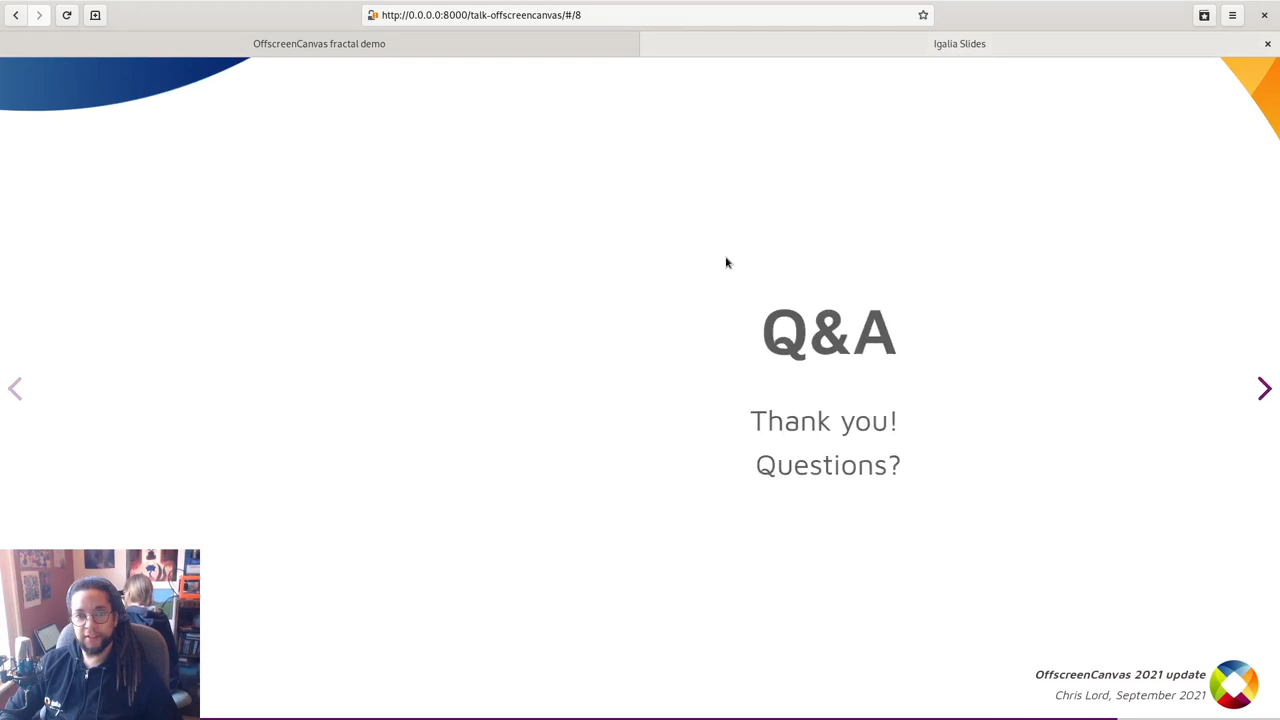 http://0.0.0.0:8000/talk-offscreencanvas/#/8
OffscreenCanvas fractal demo
Igalia Slides
Q&A
Thank you!
Questions?
OffscreenCanvas 2021 update
Chris Lord, September 2021